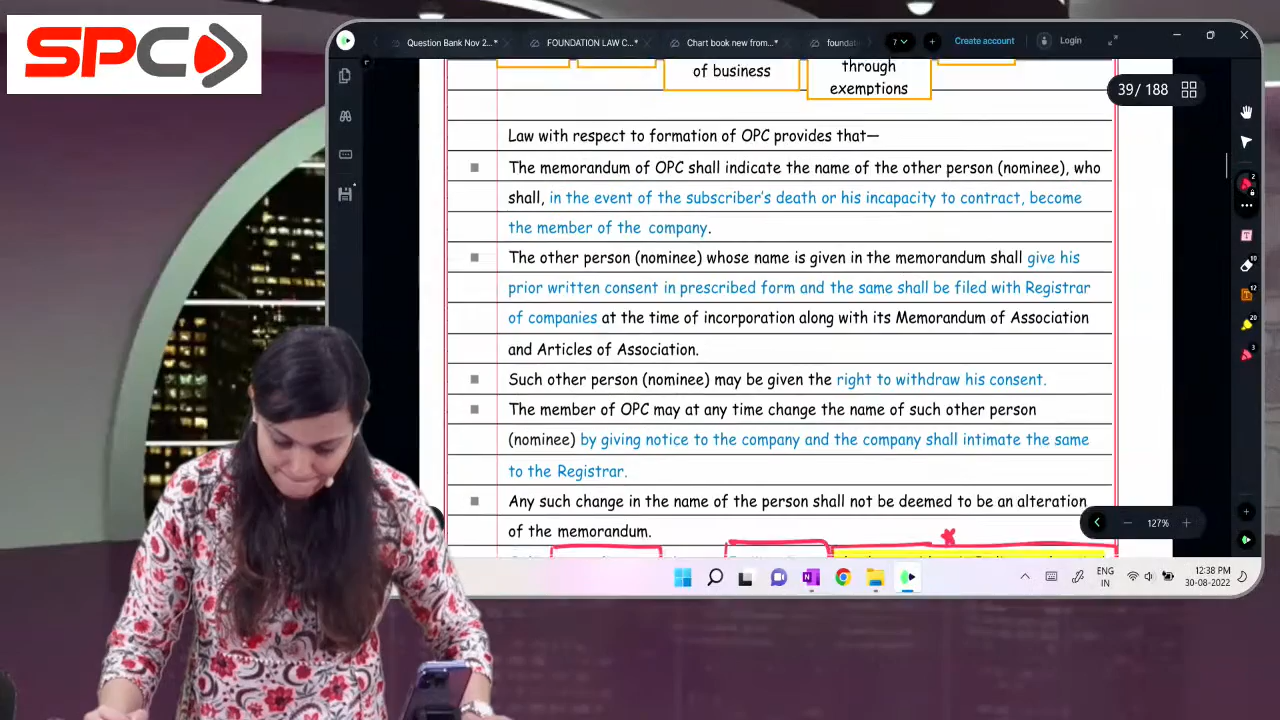 SPC
Question Bank Nov 2...*
FOUNDATION LAW C...*
Chart book new from...*
foundat
7
Create account
Login
39/ 188
of business
through
exemptions
Law with respect to formation of OPC provides that—
The memorandum of OPC shall indicate the name of the other person (nominee), who
shall, in the event of the subscriber's death or his incapacity to contract, become
the member of the company.
The other person (nominee) whose name is given in the memorandum shall give his
prior written consent in prescribed form and the same shall be filed with Registrar
of companies at the time of incorporation along with its Memorandum of Association
and Articles of Association.
Such other person (nominee) may be given the right to withdraw his consent.
The member of OPC may at any time change the name of such other person
(nominee) by giving notice to the company and the company shall intimate the same
to the Registrar.
Any such change in the name of the person shall not be deemed to be an alteration
of the memorandum.
127%
ENG
IN
12:38 PM
30-08-2022